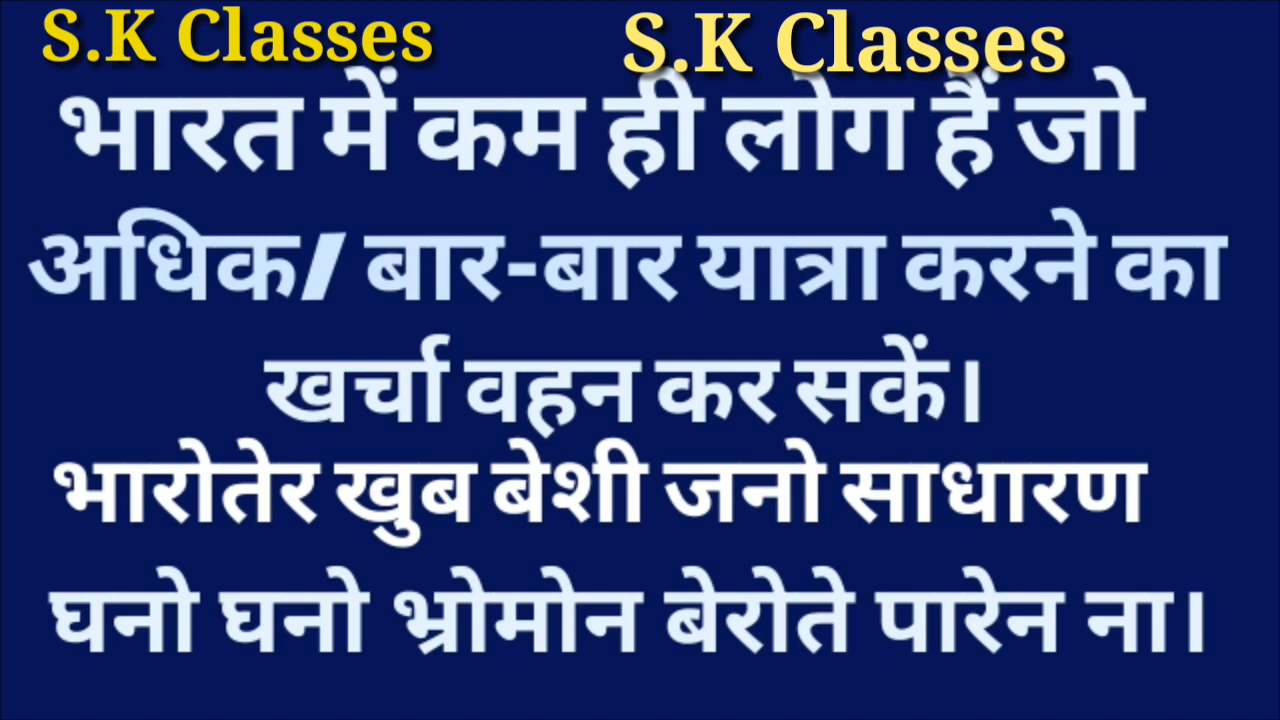 S.K Classes S.K Classes
भारत में कम ही लोग हैं जो
अधिक/ बार-बार यात्रा करने का
खर्चा वहन कर सकें।
भारोतेर खुब बेशी जनो साधारण
घनो घनो भ्रोमोन बेरोते पारेन ना।